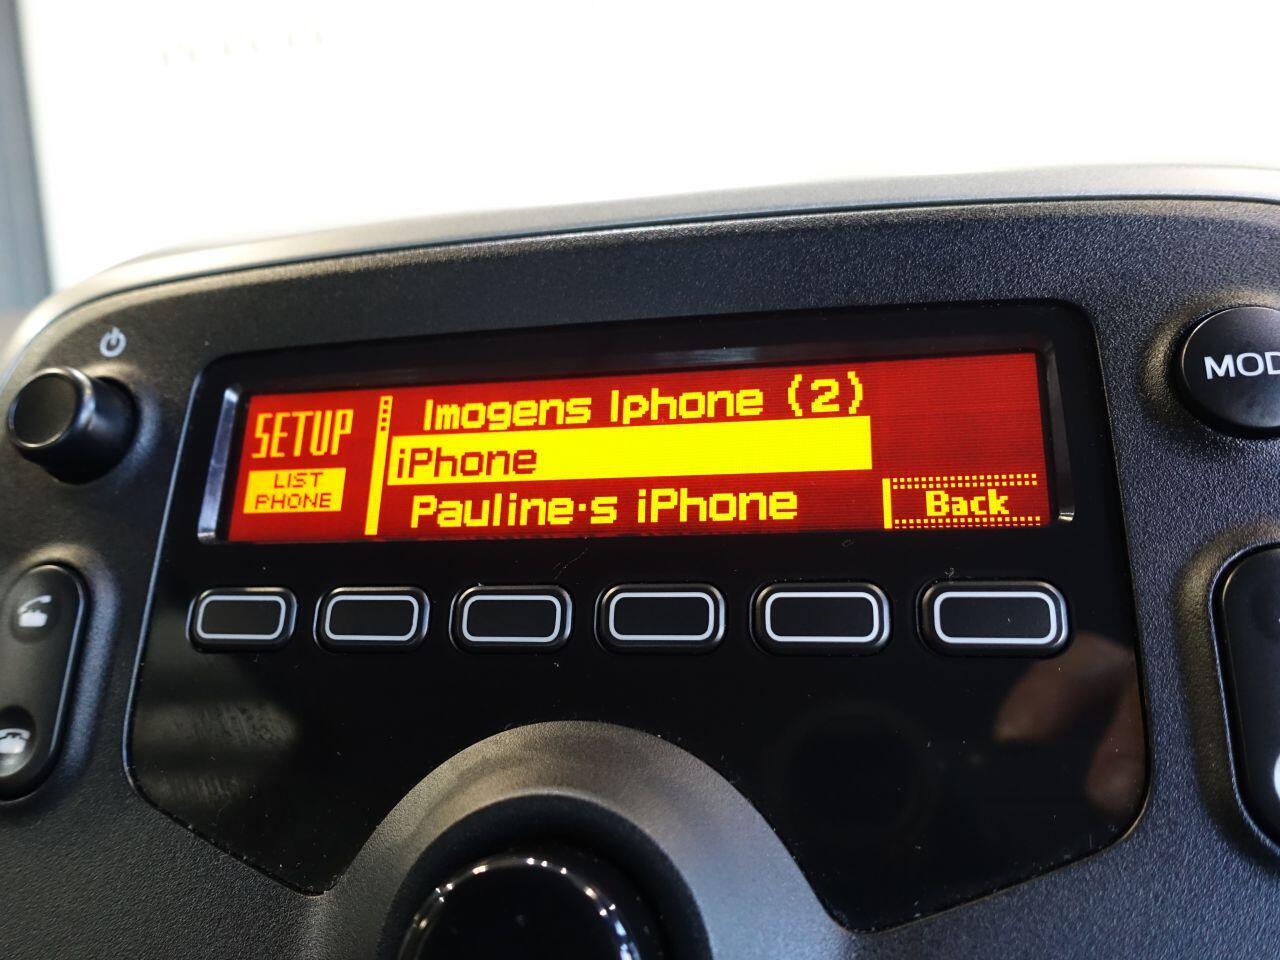 SETUP
LIST
PHONE
Imogens Iphone (2)
iPhone
Pauline·s iPhone
Back
MOD